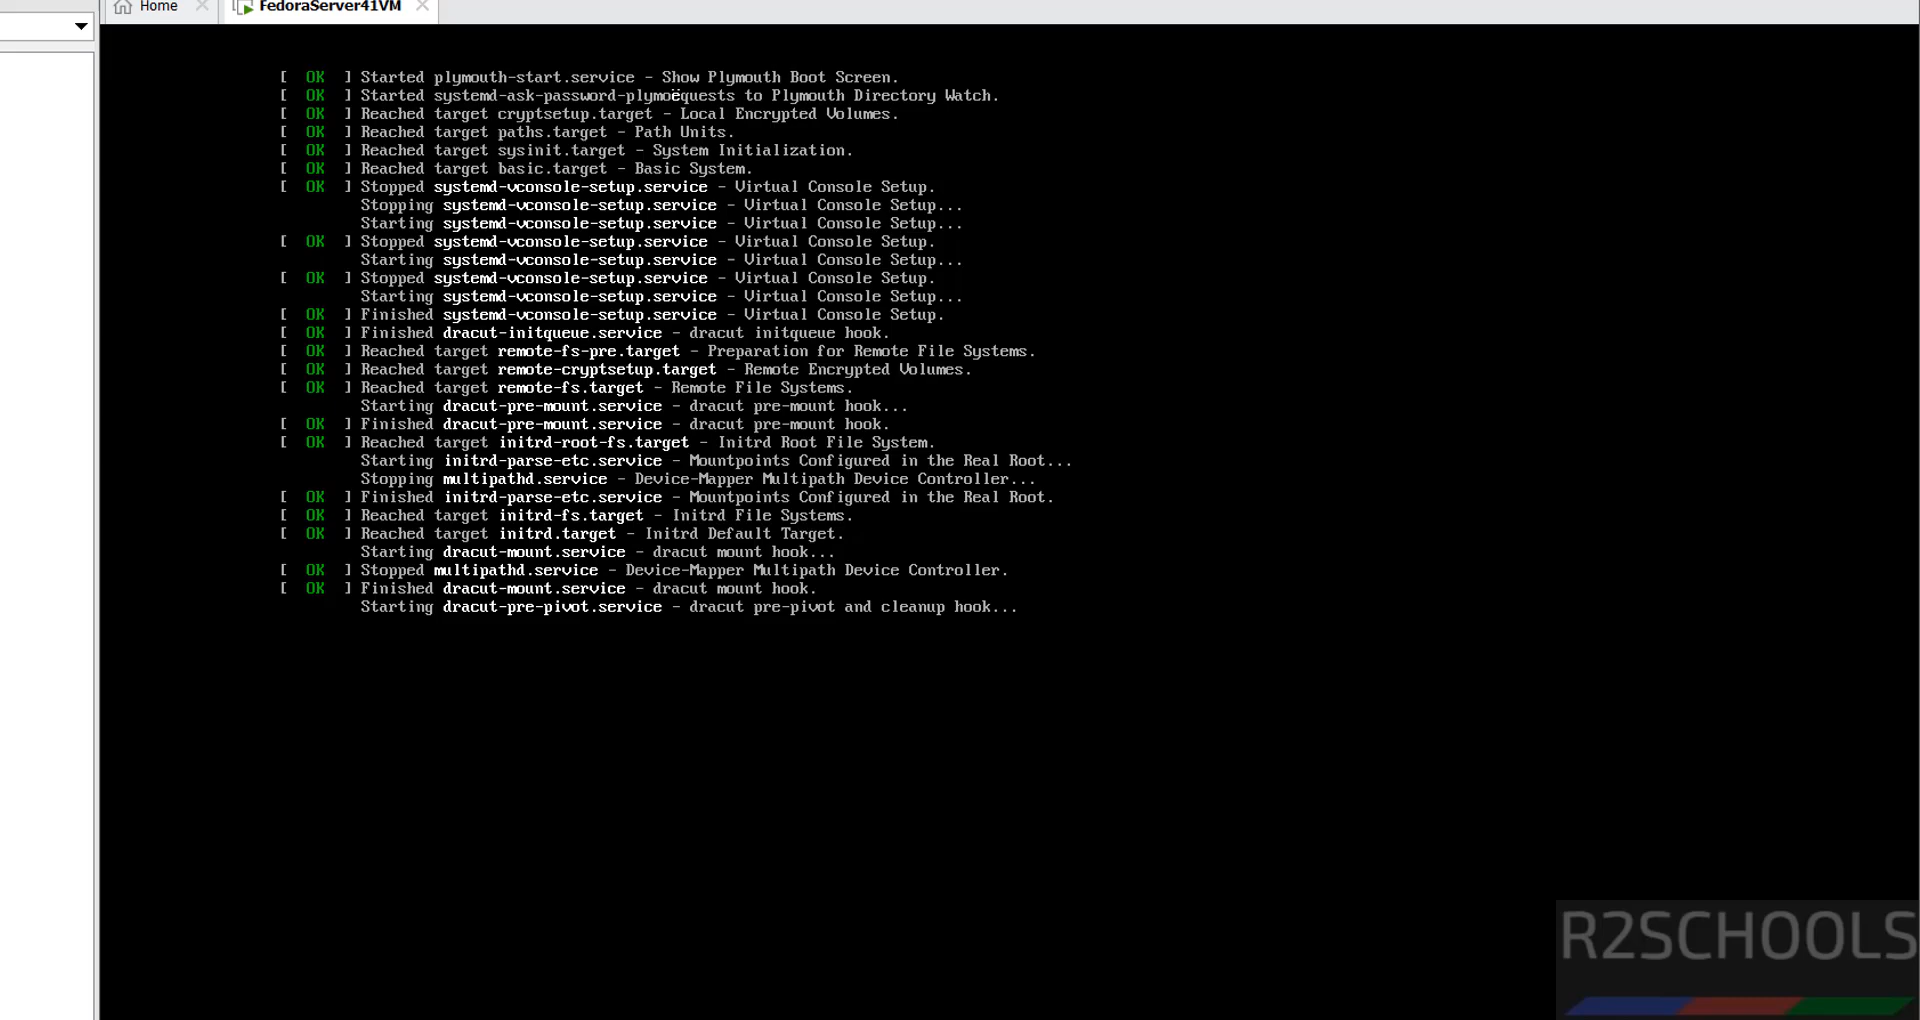 Home
FedoraServer41VM
[ OK ] Started plymouth-start.service - Show Plymouth Boot Screen.
[ OK ] Started systemd-ask-password-plymoëquests to Plymouth Directory Watch.
[ OK ] Reached target cryptsetup.target - Local Encrypted Volumes.
[ OK ] Reached target paths.target - Path Units.
[ OK ] Reached target sysinit.target - System Initialization.
[ OK ] Reached target basic.target - Basic System.
[ OK ] Stopped systemd-vconsole-setup.service - Virtual Console Setup.
Stopping systemd-vconsole-setup.service - Virtual Console Setup...
Starting systemd-vconsole-setup.service - Virtual Console Setup...
[ OK ] Stopped systemd-vconsole-setup.service - Virtual Console Setup.
Starting systemd-vconsole-setup.service - Virtual Console Setup...
[ OK ] Stopped systemd-vconsole-setup.service - Virtual Console Setup.
Starting systemd-vconsole-setup.service - Virtual Console Setup...
[ OK ] Finished systemd-vconsole-setup.service - Virtual Console Setup.
[ OK ] Finished dracut-initqueue.service - dracut initqueue hook.
[ OK ] Reached target remote-fs-pre.target - Preparation for Remote File Systems.
[ OK ] Reached target remote-cryptsetup.target - Remote Encrypted Volumes.
[ OK ] Reached target remote-fs.target - Remote File Systems.
Starting dracut-pre-mount.service - dracut pre-mount hook...
[ OK ] Finished dracut-pre-mount.service - dracut pre-mount hook.
[ OK ] Reached target initrd-root-fs.target - Initrd Root File System.
Starting initrd-parse-etc.service - Mountpoints Configured in the Real Root...
Stopping multipathd.service - Device-Mapper Multipath Device Controller...
[ OK ] Finished initrd-parse-etc.service - Mountpoints Configured in the Real Root.
[ OK ] Reached target initrd-fs.target - Initrd File Systems.
[ OK ] Reached target initrd.target - Initrd Default Target.
Starting dracut-mount.service - dracut mount hook...
[ OK ] Stopped multipathd.service - Device-Mapper Multipath Device Controller.
[ OK ] Finished dracut-mount.service - dracut mount hook.
Starting dracut-pre-pivot.service - dracut pre-pivot and cleanup hook...
R2SCHOOLS